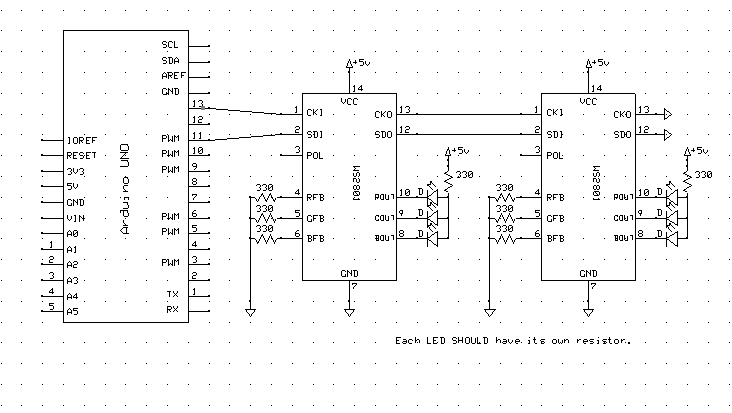 SCL
SDA
AREF
GND
13
12
PWM 11
PWM 10
PWM 9
8
7
PWM 6
PWM 5
4
PWM 3
2
TX 1
RX
IOREF
RESET
3V3
5V
GND
VIN
A0
1 A1
2 A2
3 A3
4 A4
5 A5
Arduino UNO
+5v
14
VCC
1 CKI
2 SDI
3 POL
4 RFB
5 GFB
6 BFB
330
330
330
CKO 13
SDO 12
ROUT 10
GOUT 9
BOUT 8
D
D
D
WS2801
GND
7
+5v
330
+5v
14
VCC
1 CKI
2 SDI
3 POL
4 RFB
5 GFB
6 BFB
330
330
330
CKO 13
SDO 12
ROUT 10
GOUT 9
BOUT 8
D
D
D
WS2801
GND
7
+5v
330
Each LED SHOULD have its own resistor.